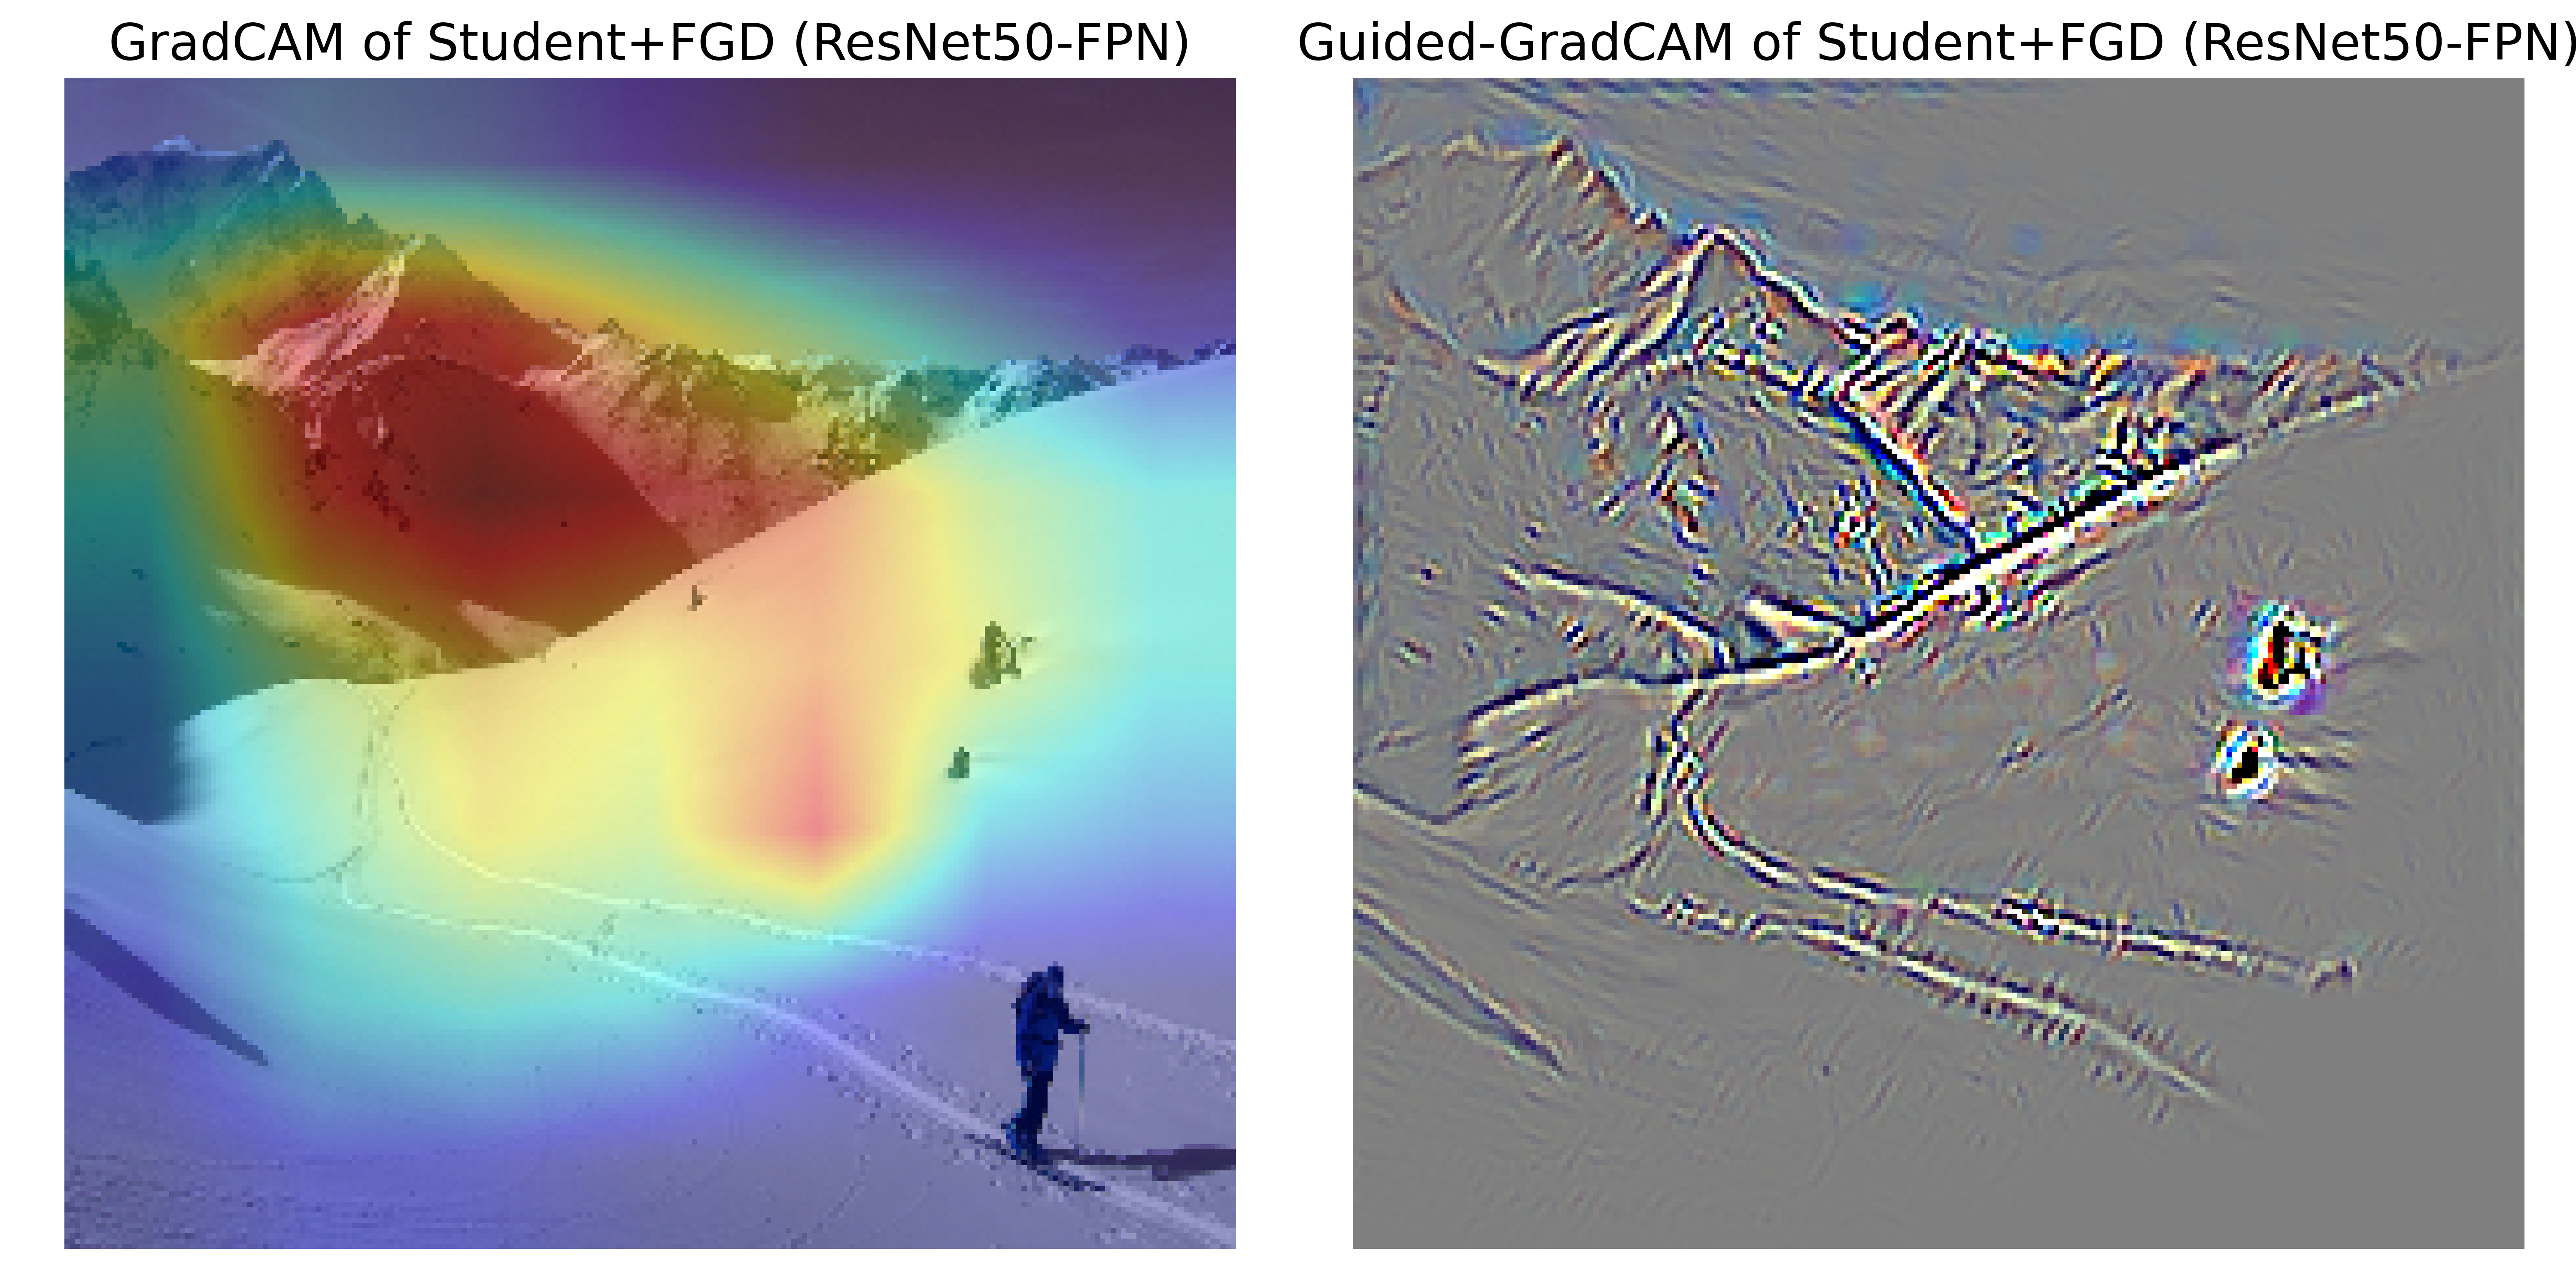 GradCAM of Student+FGD (ResNet50-FPN)
Guided-GradCAM of Student+FGD (ResNet50-FPN)